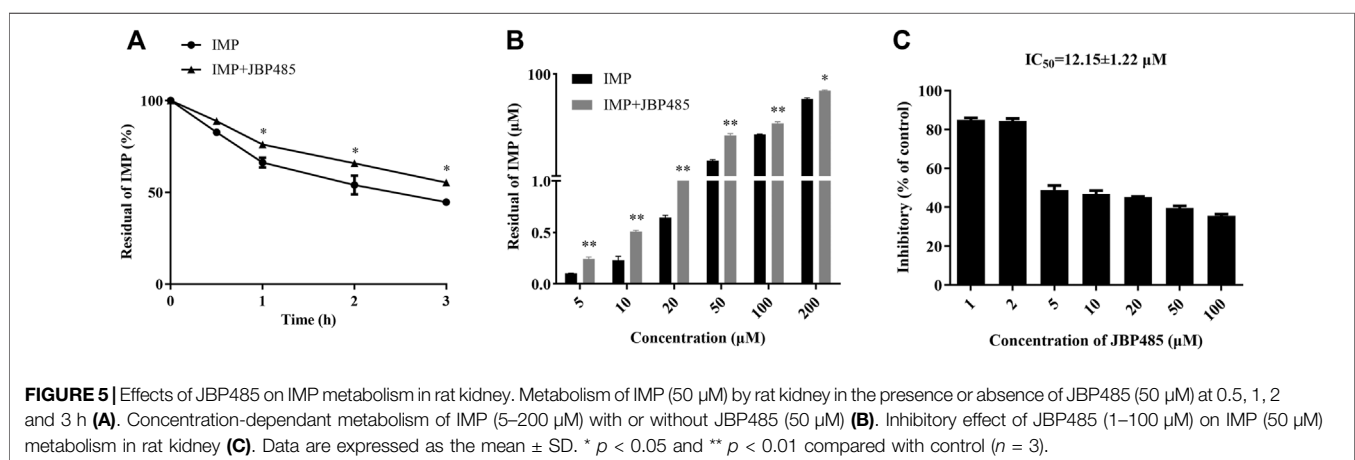 A
IMP
IMP+JBP485
Residual of IMP (%)
100
50
0
*
*
*
0
1
2
3
Time (h)
B
IMP
IMP+JBP485
Residual of IMP (μM)
100
1.0
0.5
0.0
**
**
**
**
**
*
5
10
20
50
100
200
Concentration (μM)
C
IC50=12.15±1.22 μM
Inhibitory (% of control)
100
80
60
40
20
0
1
2
5
10
20
50
100
Concentration of JBP485 (μM)
FIGURE 5 | Effects of JBP485 on IMP metabolism in rat kidney. Metabolism of IMP (50 μM) by rat kidney in the presence or absence of JBP485 (50 μM) at 0.5, 1, 2
and 3 h (A). Concentration-dependant metabolism of IMP (5–200 μM) with or without JBP485 (50 μM) (B). Inhibitory effect of JBP485 (1–100 μM) on IMP (50 μM)
metabolism in rat kidney (C). Data are expressed as the mean ± SD. * p < 0.05 and ** p < 0.01 compared with control (n = 3).